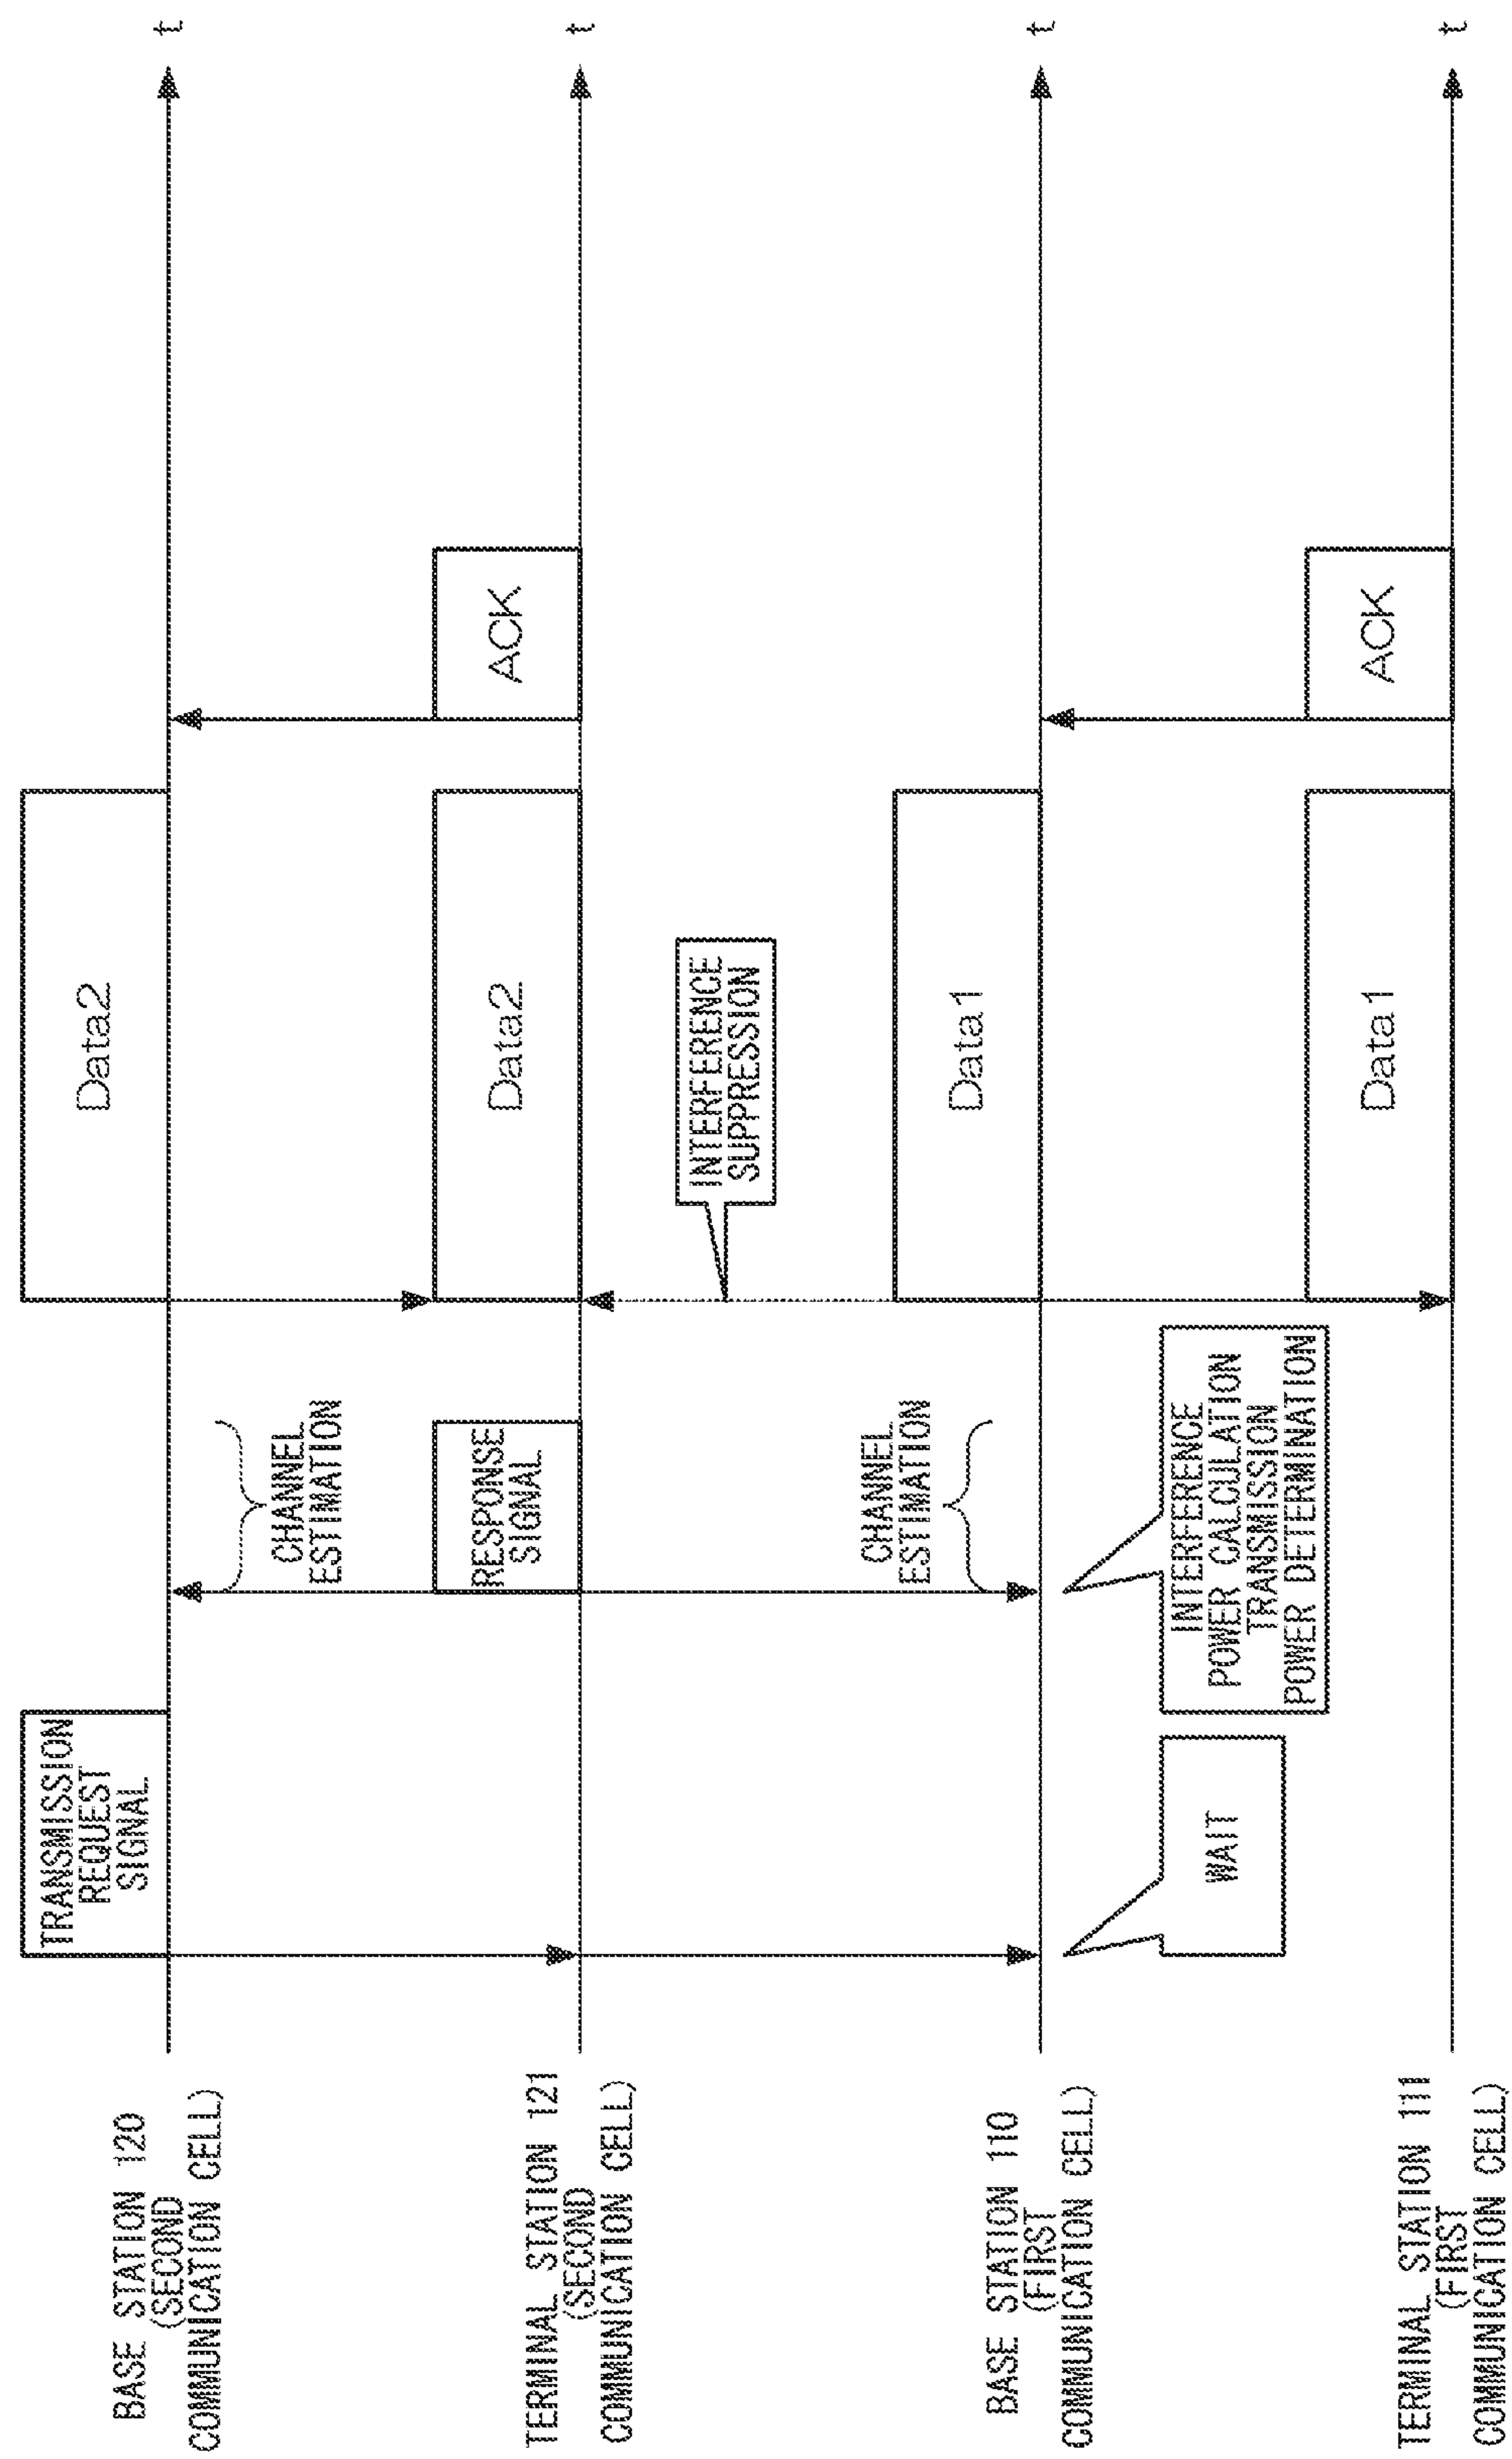 BASE STATION 120
(SECOND
COMMUNICATION CELL)
TRANSMISSION
REQUEST
SIGNAL
CHANNEL
ESTIMATION
Data2
t
TERMINAL STATION 121
(SECOND
COMMUNICATION CELL)
RESPONSE
SIGNAL
Data2
ACK
t
INTERFERENCE
SUPPRESSION
BASE STATION 110
(FIRST
COMMUNICATION CELL)
CHANNEL
ESTIMATION
Data1
t
WAIT
INTERFERENCE
POWER CALCULATION
TRANSMISSION
POWER DETERMINATION
TERMINAL STATION 111
(FIRST
COMMUNICATION CELL)
Data1
ACK
t